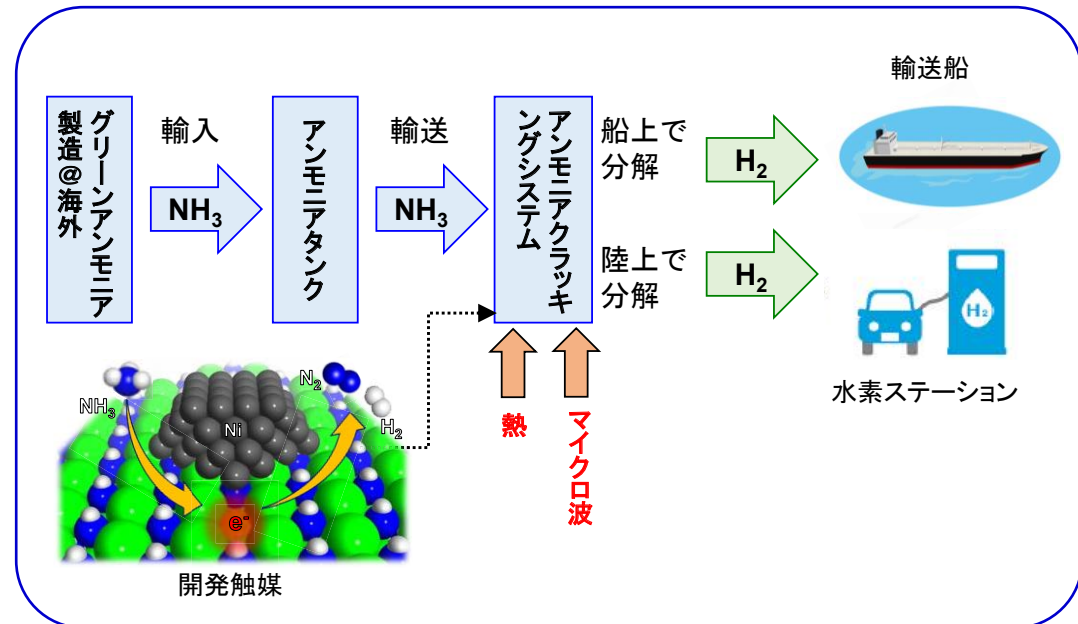 グリーンアンモニア
製造@海外
輸入
NH3
アンモニアタンク
輸送
NH3
アンモニアクラッキ
ングシステム
船上で
分解
H2
輸送船
陸上で
分解
H2
H2
水素ステーション
熱
マイクロ波
NH3
Ni
N2
H2
e-
開発触媒